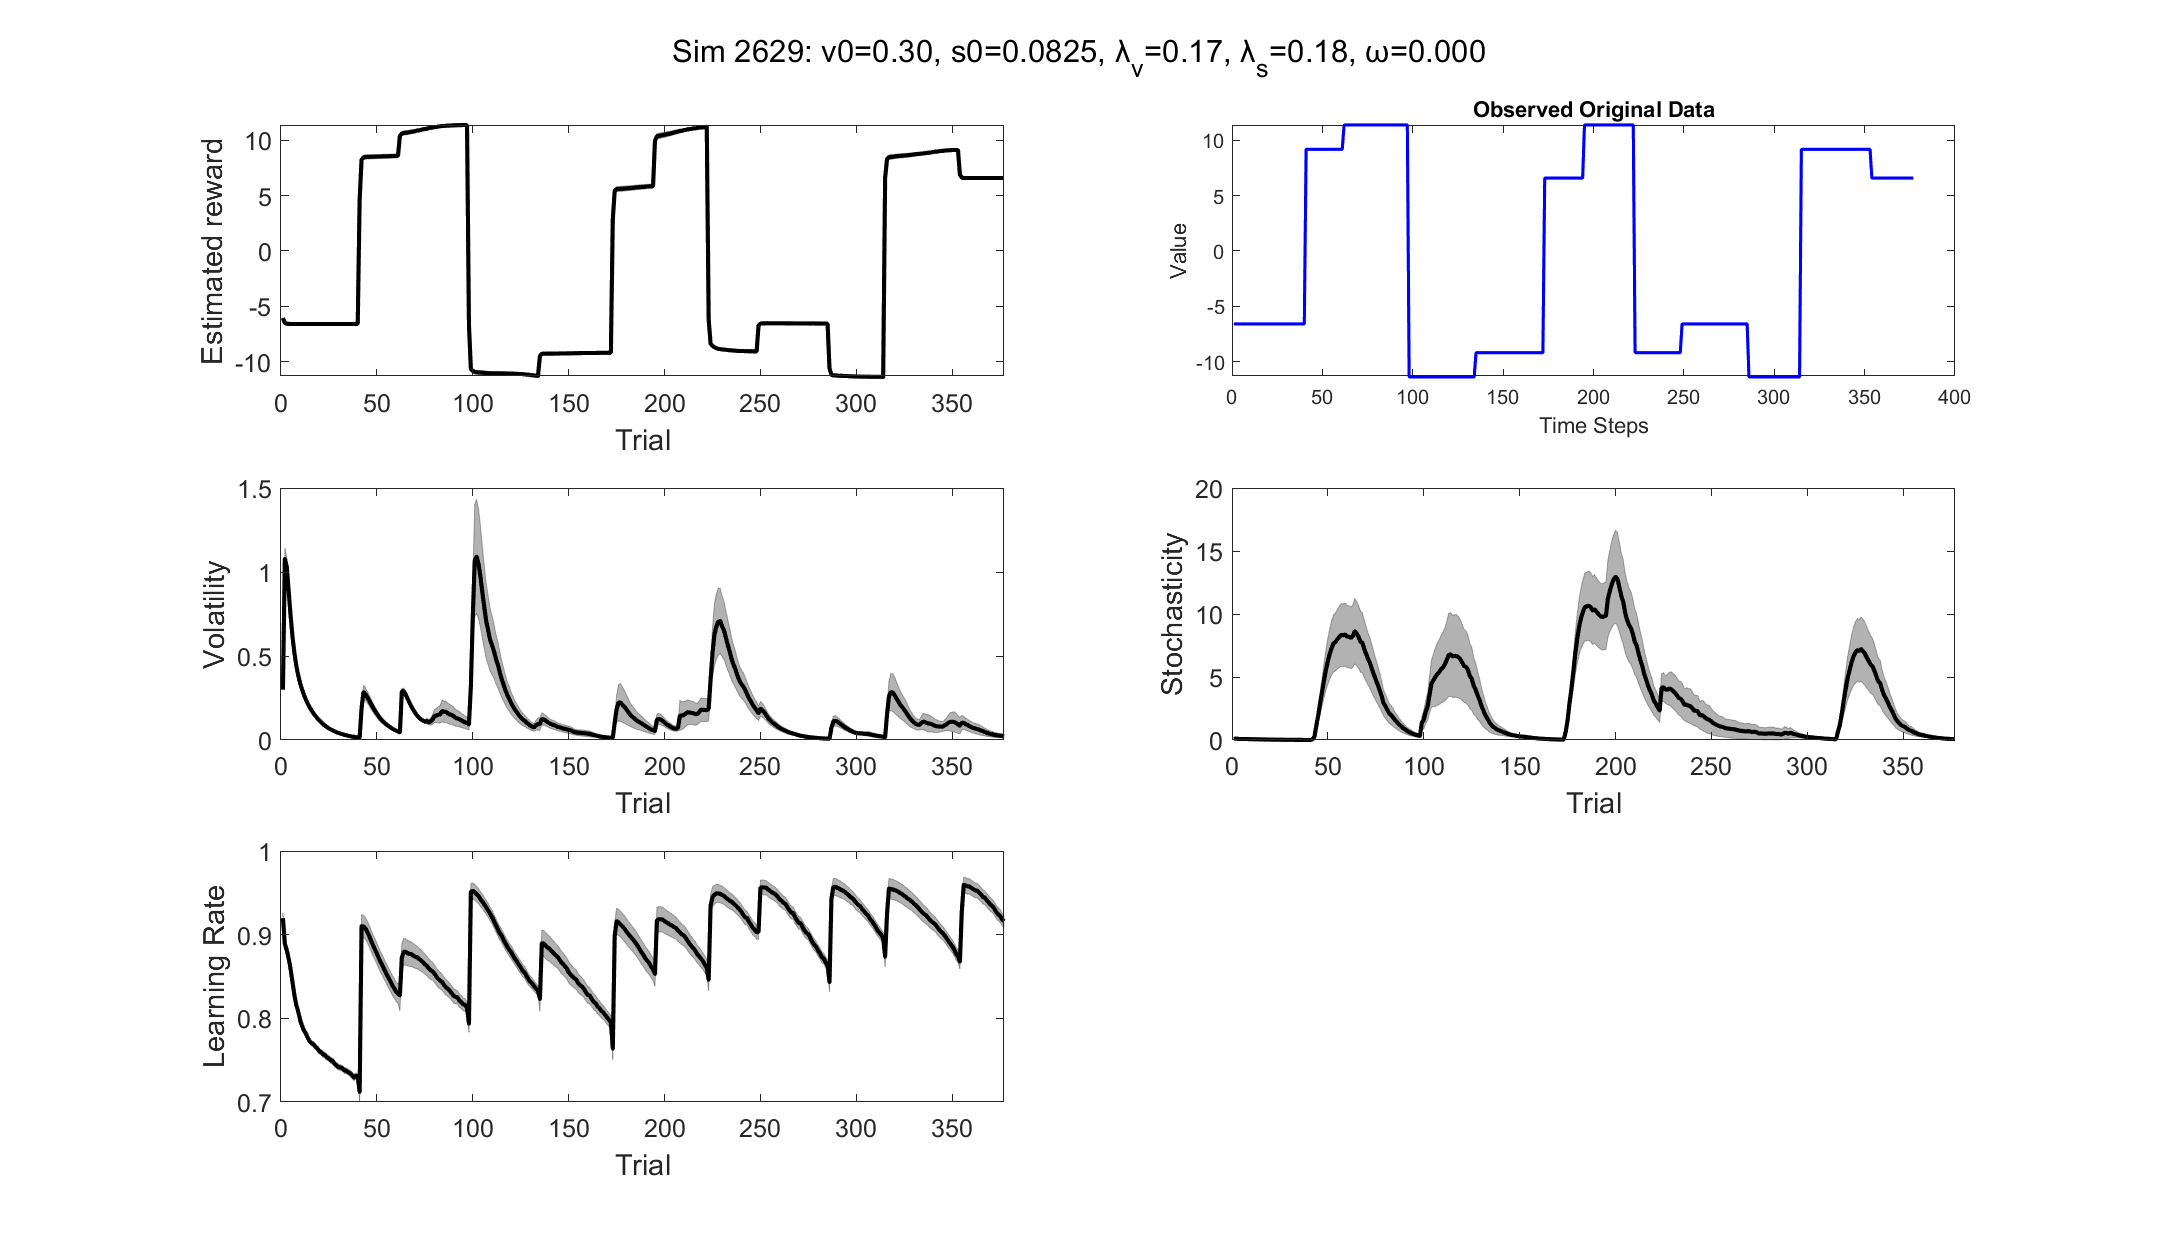 Sim 2629: v0=0.30, s0=0.0825, λv=0.17, λs=0.18, ω=0.000
Estimated reward
10
5
0
-5
-10
0 50 100 150 200 250 300 350
Trial
Observed Original Data
Value
10
5
0
-5
-10
0 50 100 150 200 250 300 350 400
Time Steps
Volatility
1.5
1
0.5
0
0 50 100 150 200 250 300 350
Trial
Stochasticity
20
15
10
5
0
0 50 100 150 200 250 300 350
Trial
Learning Rate
1
0.9
0.8
0.7
0 50 100 150 200 250 300 350
Trial